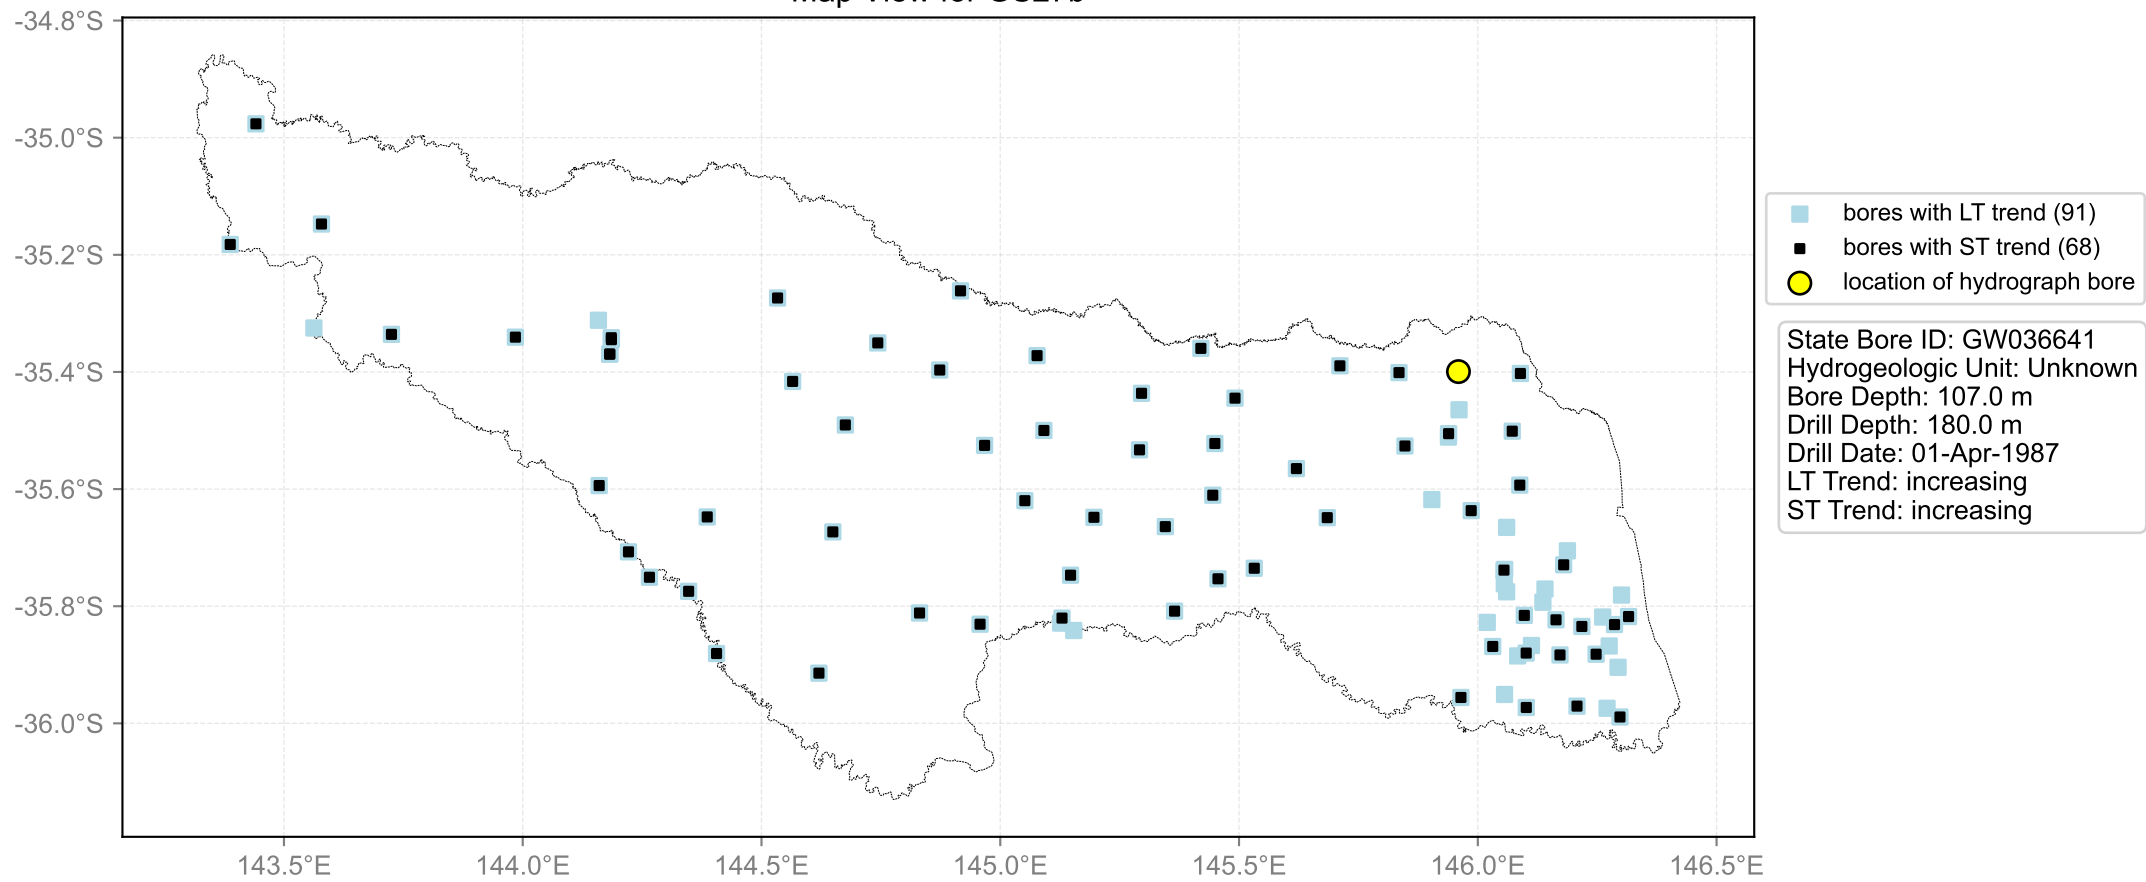 -34.8°S
-35.0°S
-35.2°S
-35.4°S
-35.6°S
-35.8°S
-36.0°S
143.5°E
144.0°E
144.5°E
145.0°E
145.5°E
146.0°E
146.5°E
bores with LT trend (91)
bores with ST trend (68)
location of hydrograph bore
State Bore ID: GW036641
Hydrogeologic Unit: Unknown
Bore Depth: 107.0 m
Drill Depth: 180.0 m
Drill Date: 01-Apr-1987
LT Trend: increasing
ST Trend: increasing